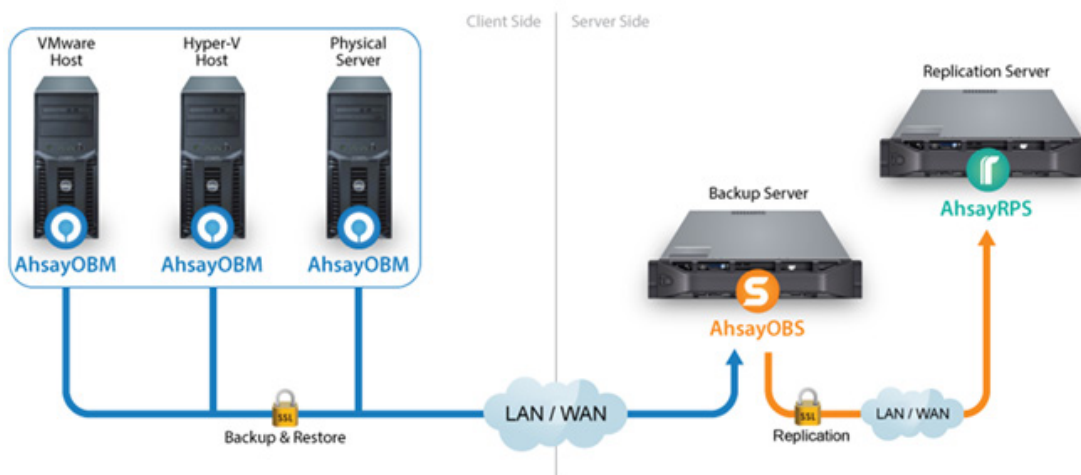 Client Side
Server Side
VMware
Host
Hyper-V
Host
Physical
Server
AhsayOBM
AhsayOBM
AhsayOBM
Replication Server
AhsayRPS
Backup Server
S
AhsayOBS
SSL
Backup & Restore
LAN / WAN
SSL
Replication
LAN / WAN